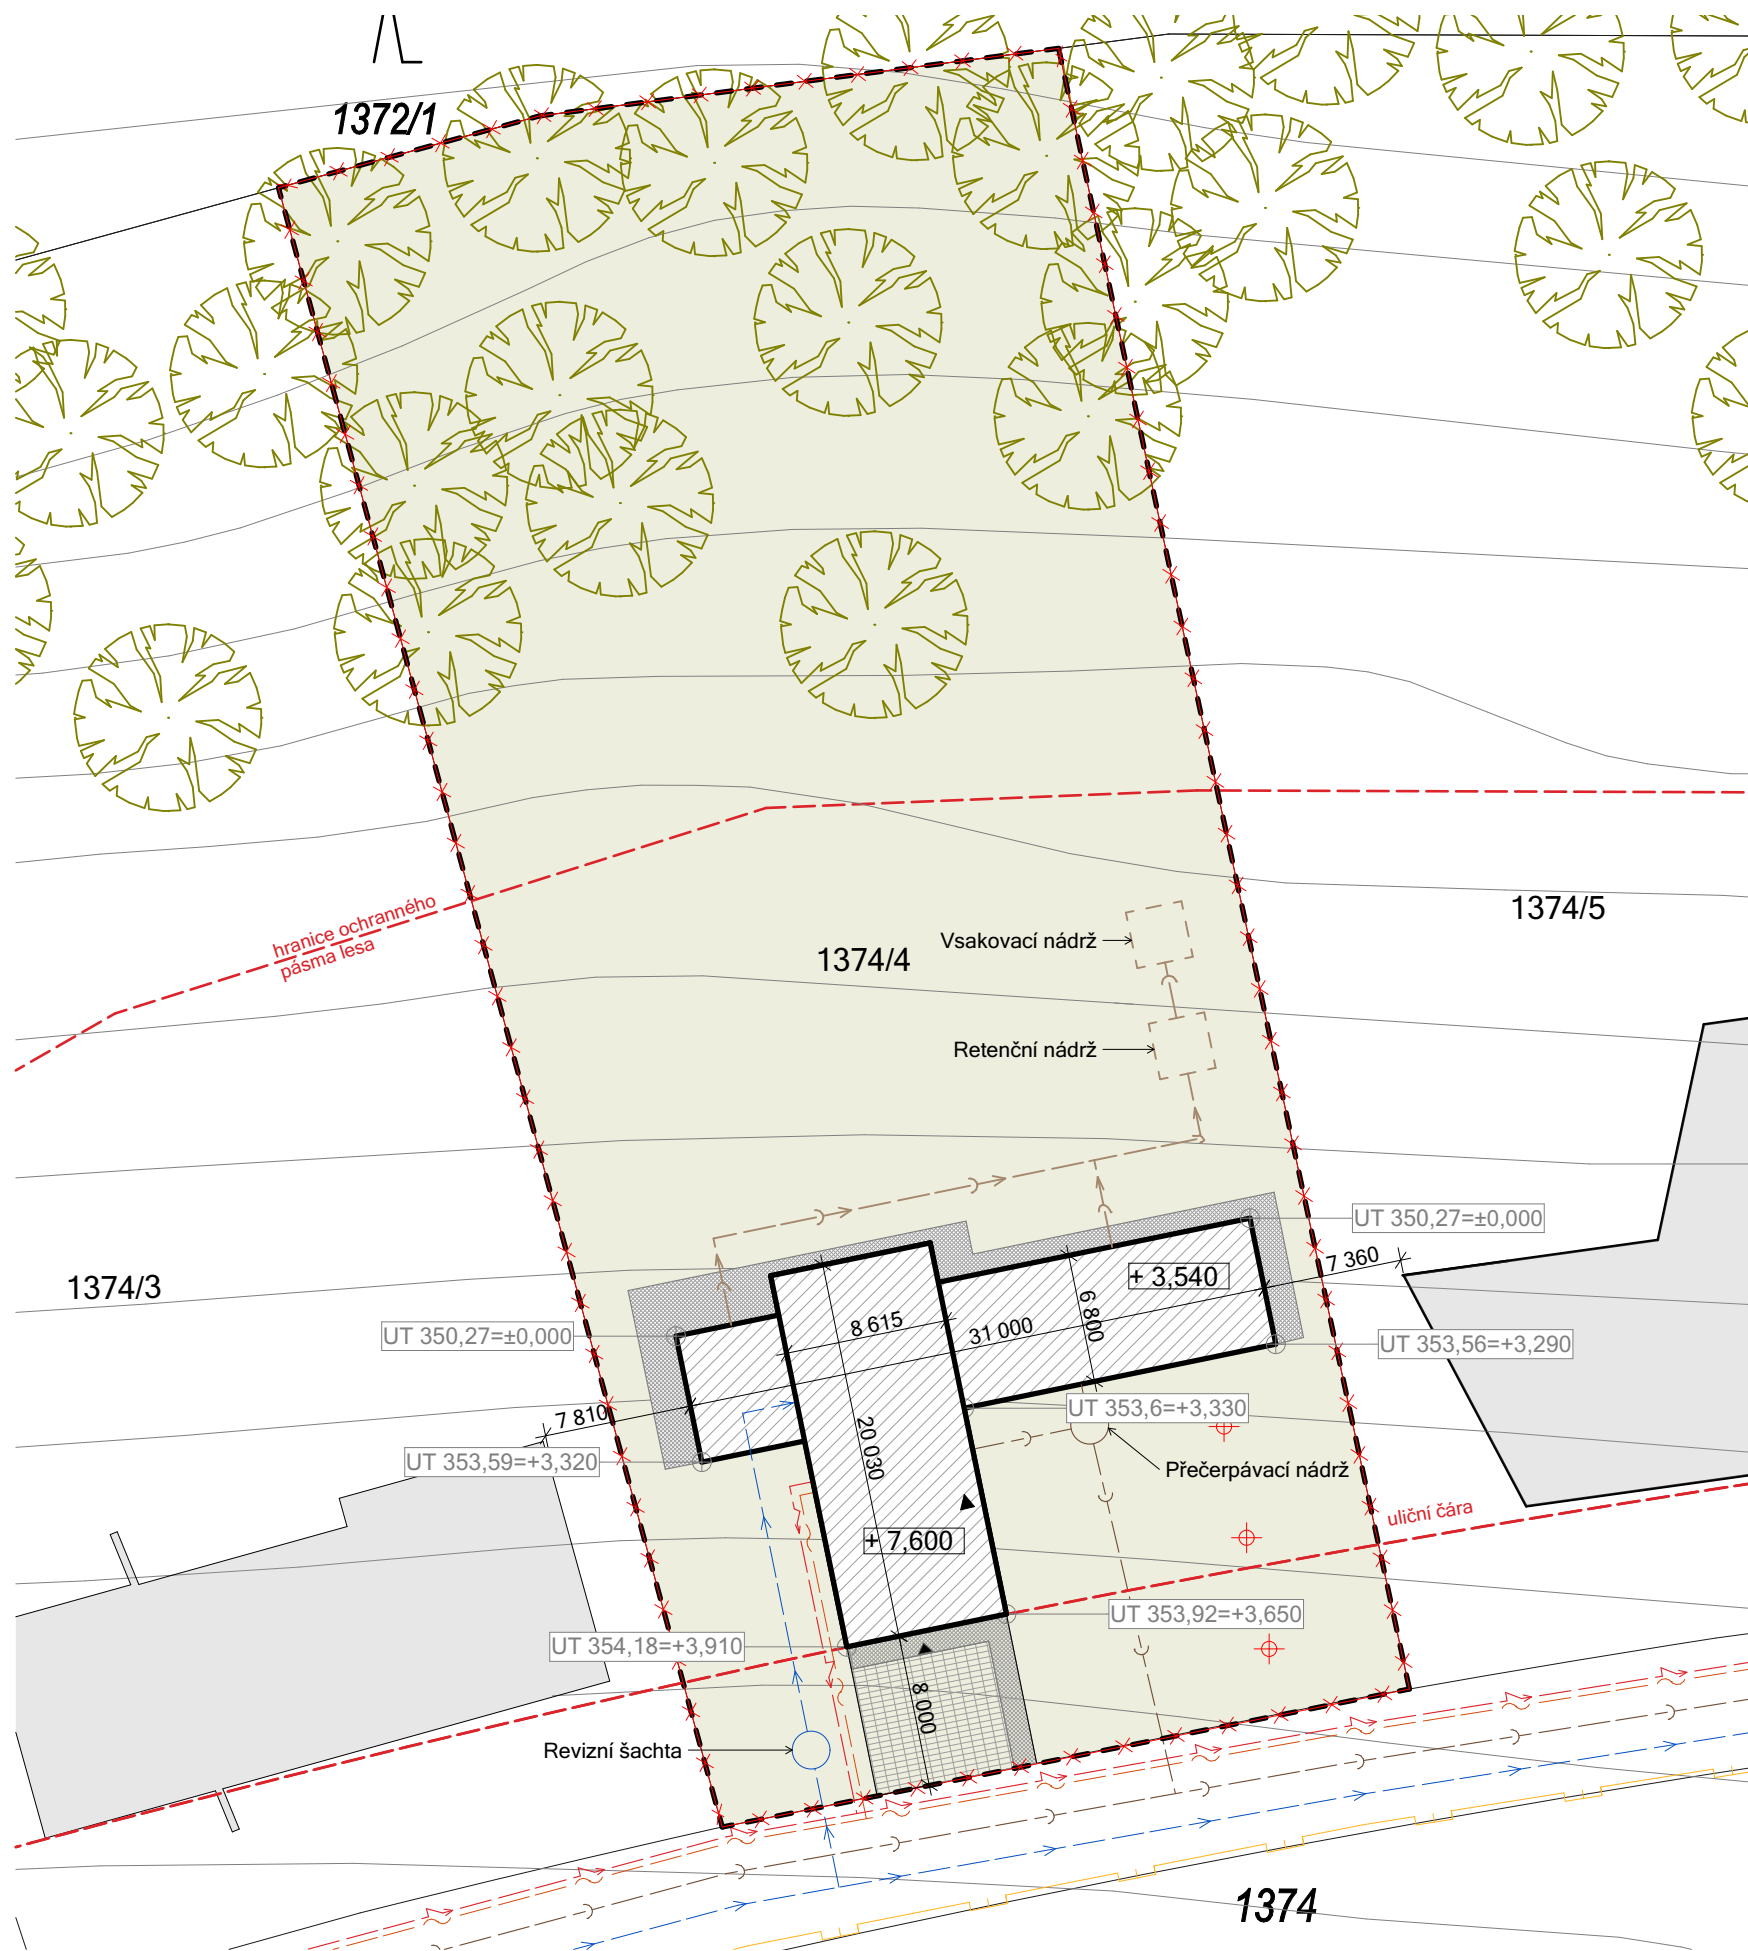 1372/1
hranice ochranného
pásma lesa
1374/5
Vsakovací nádrž
1374/4
Retenční nádrž
UT 350,27=±0,000
7 360
+ 3,540
1374/3
6 800
8 615
31 000
UT 350,27=±0,000
UT 353,56=+3,290
7 810
UT 353,6=+3,330
20 030
UT 353,59=+3,320
Přečerpávací nádrž
uliční čára
+ 7,600
UT 353,92=+3,650
UT 354,18=+3,910
8 000
Revizní šachta
1374